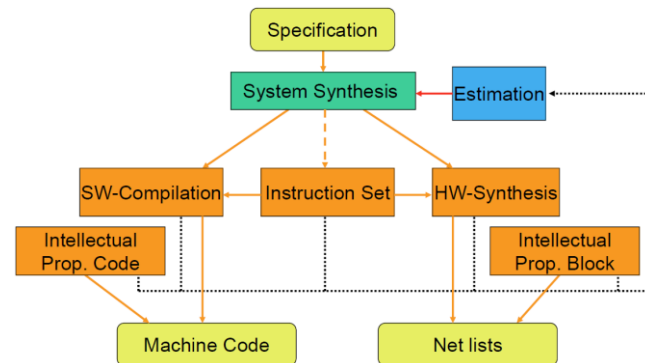 Specification
System Synthesis
Estimation
SW-Compilation
Instruction Set
HW-Synthesis
Intellectual
Prop. Code
Intellectual
Prop. Block
Machine Code
Net lists